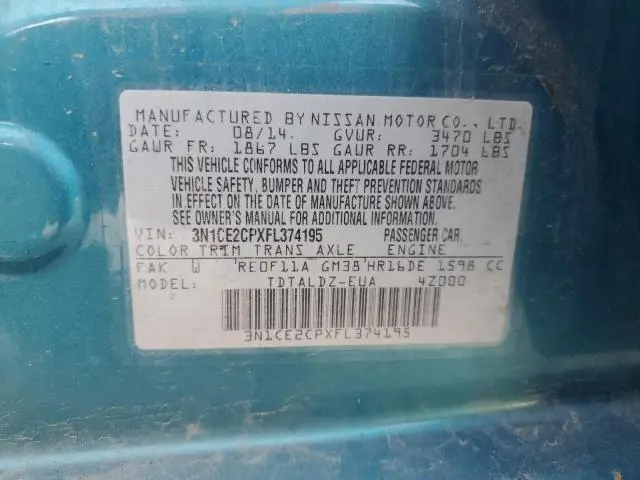 MANUFACTURED BY NISSAN MOTOR CO., LTD.
DATE: 08/14. GVWR: 3470 LBS
GAWR FR: 1867 LBS GAWR RR: 1704 LBS
THIS VEHICLE CONFORMS TO ALL APPLICABLE FEDERAL MOTOR
VEHICLE SAFETY, BUMPER AND THEFT PREVENTION STANDARDS
IN EFFECT ON THE DATE OF MANUFACTURE SHOWN ABOVE.
SEE OWNER'S MANUAL FOR ADDITIONAL INFORMATION.
VIN: 3N1CE2CPXFL374195 PASSENGER CAR.
COLOR TRIM TRANS AXLE ENGINE
FAK W RE0F11A GM38 HR16DE 1598 CC
MODEL: TDTALDZ-EUA 4Z000
3N1CE2CPXFL374195